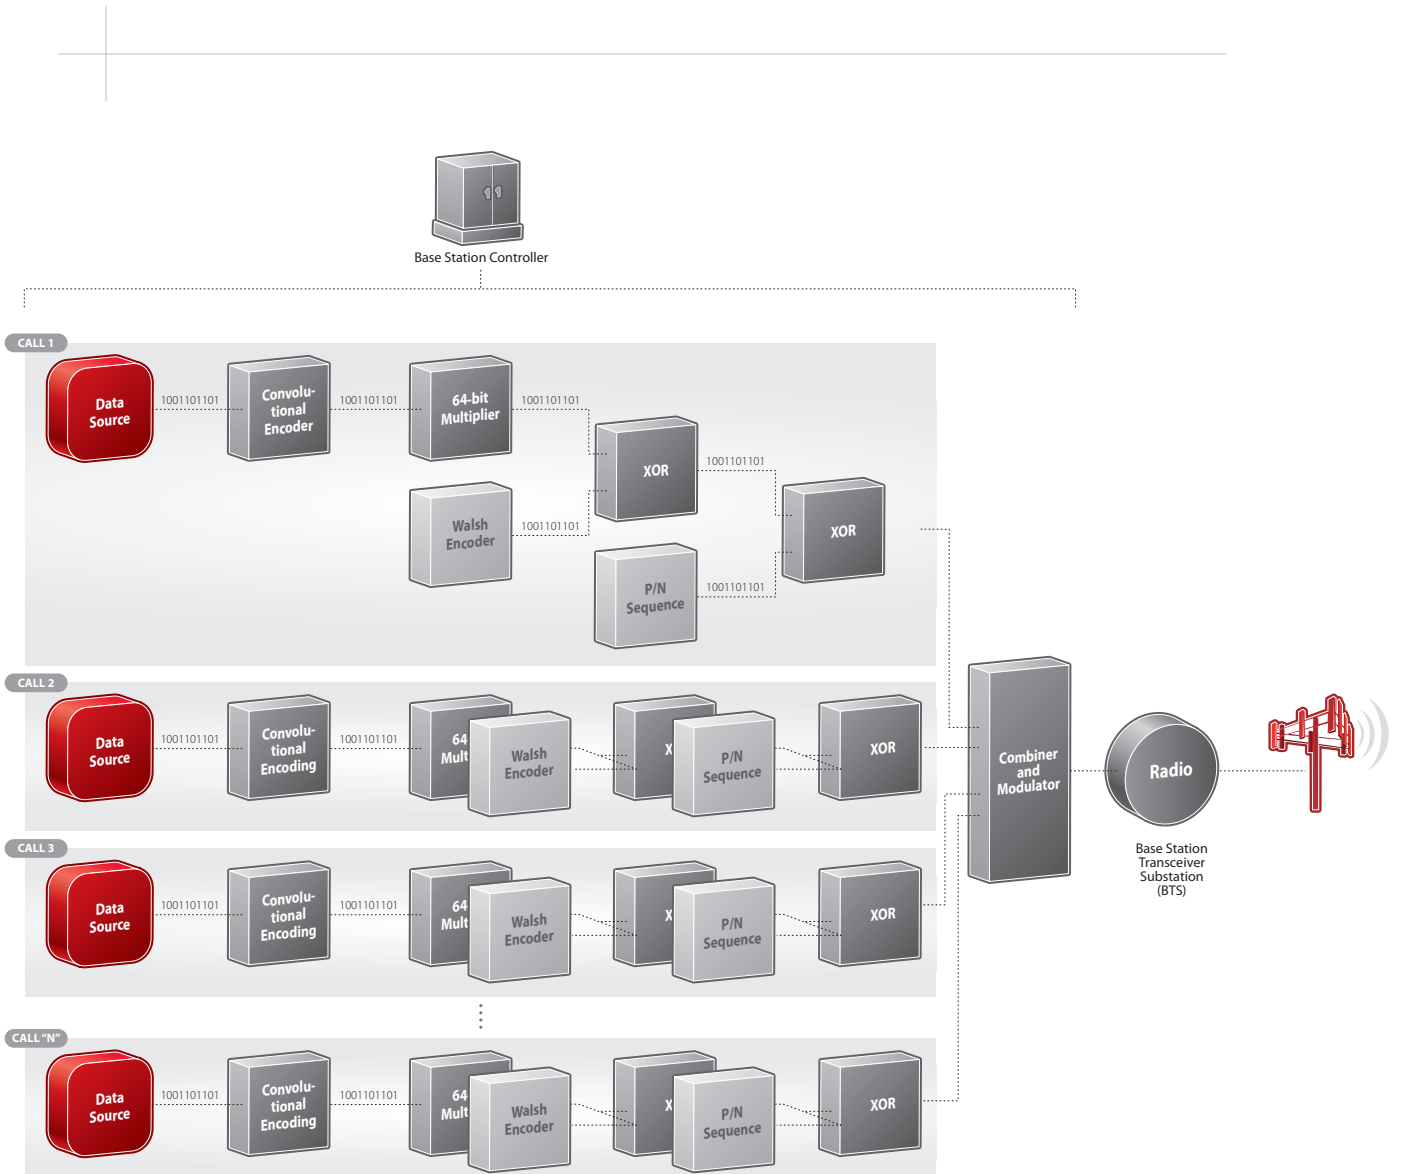 Base Station Controller
CALL 1
Data
Source
1001101101
Convolu-
tional
Encoder
1001101101
64-bit
Multiplier
1001101101
Walsh
Encoder
1001101101
XOR
1001101101
P/N
Sequence
1001101101
XOR
CALL 2
Data
Source
1001101101
Convolu-
tional
Encoding
1001101101
64
Mult
Walsh
Encoder
X
P/N
Sequence
XOR
CALL 3
Data
Source
1001101101
Convolu-
tional
Encoding
1001101101
64
Mult
Walsh
Encoder
X
P/N
Sequence
XOR
CALL "N"
Data
Source
1001101101
Convolu-
tional
Encoding
1001101101
64
Mult
Walsh
Encoder
X
P/N
Sequence
XOR
Combiner
and
Modulator
Radio
Base Station
Transceiver
Substation
(BTS)